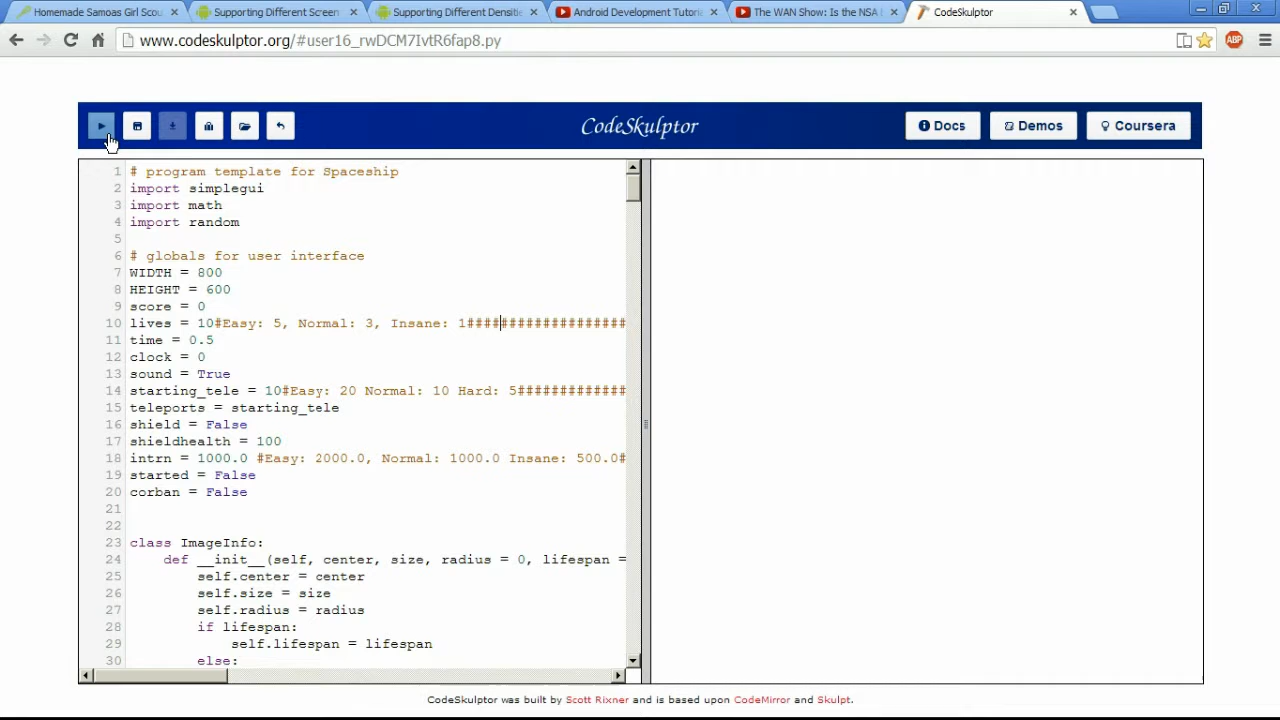 Homemade Samoas Girl Scou
Supporting Different Screen
Supporting Different Densitie
Android Development Tutoria
The WAN Show: Is the NSA
CodeSkulptor
www.codeskulptor.org/#user16_rwDCM7IvtR6fap8.py
ABP
CodeSkulptor
Docs
Demos
Coursera
1 # program template for Spaceship
2 import simplegui
3 import math
4 import random
5
6 # globals for user interface
7 WIDTH = 800
8 HEIGHT = 600
9 score = 0
10 lives = 10#Easy: 5, Normal: 3, Insane: 1###################
11 time = 0.5
12 clock = 0
13 sound = True
14 starting_tele = 10#Easy: 20 Normal: 10 Hard: 5#############
15 teleports = starting_tele
16 shield = False
17 shieldhealth = 100
18 intrn = 1000.0 #Easy: 2000.0, Normal: 1000.0 Insane: 500.0#
19 started = False
20 corban = False
21
22
23 class ImageInfo:
24 def __init__(self, center, size, radius = 0, lifespan =
25 self.center = center
26 self.size = size
27 self.radius = radius
28 if lifespan:
29 self.lifespan = lifespan
30 else:
CodeSkulptor was built by Scott Rixner and is based upon CodeMirror and Skulpt.